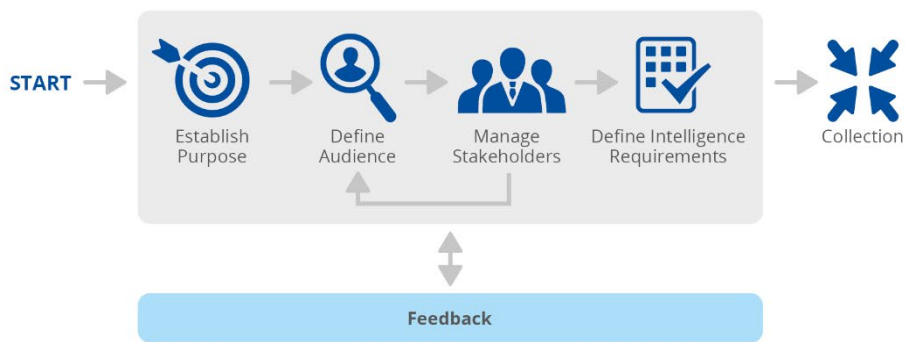 START
Establish
Purpose
Define
Audience
Manage
Stakeholders
Define Intelligence
Requirements
Collection
Feedback